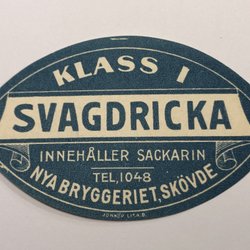 KLASS I
SVAGDRICKA
INNEHÅLLER SACKARIN
TEL, 1048
NYA BRYGGERIET, SKÖVDE